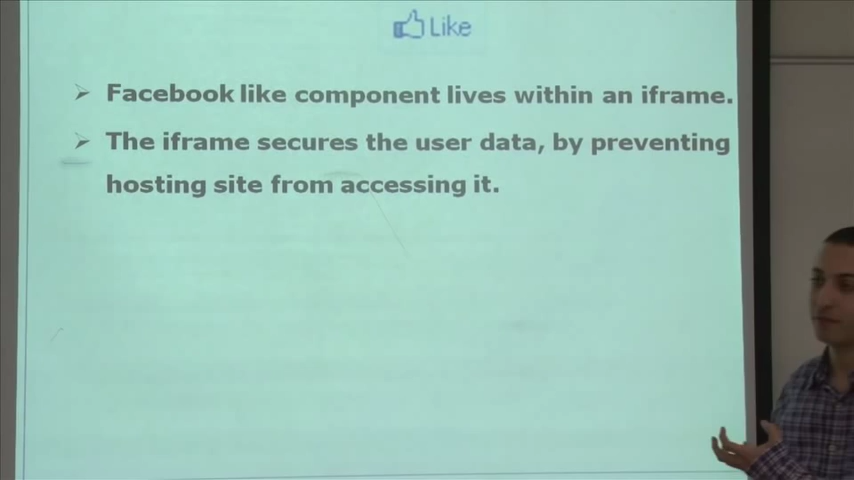 Like
Facebook like component lives within an iframe.
The iframe secures the user data, by preventing
hosting site from accessing it.